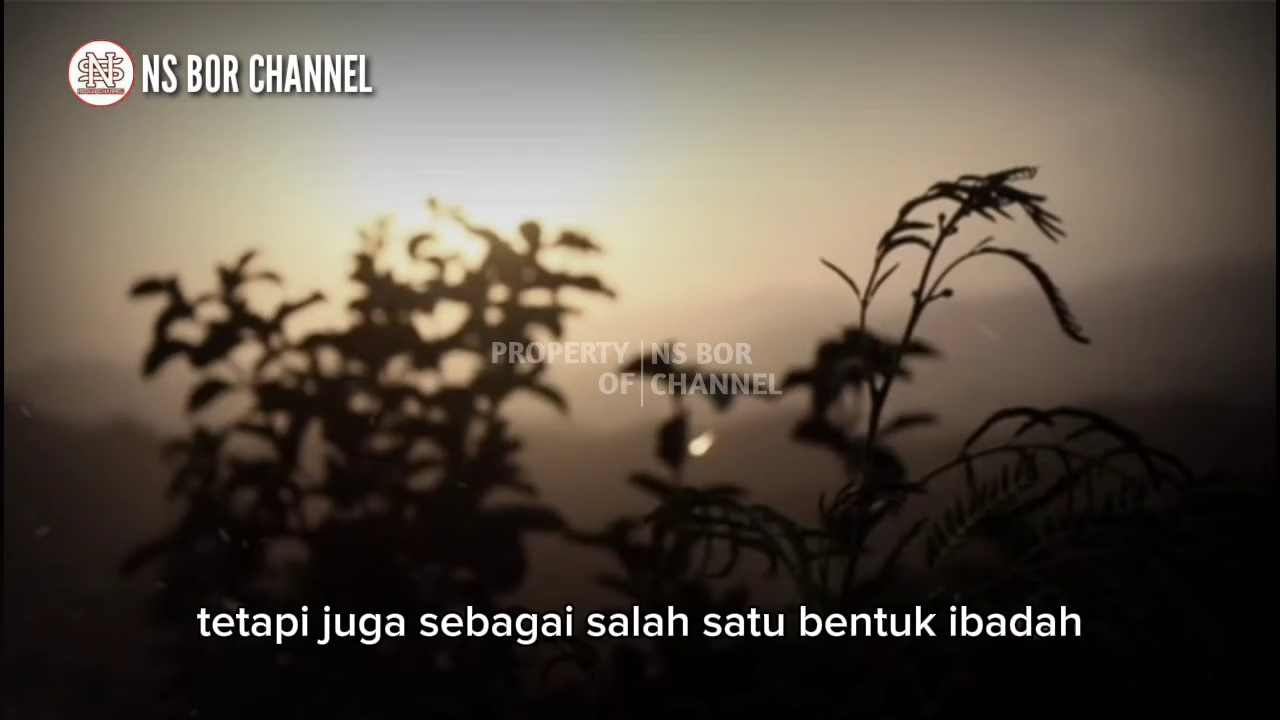 NS BOR CHANNEL
PROPERTY OF
NS BOR CHANNEL
tetapi juga sebagai salah satu bentuk ibadah